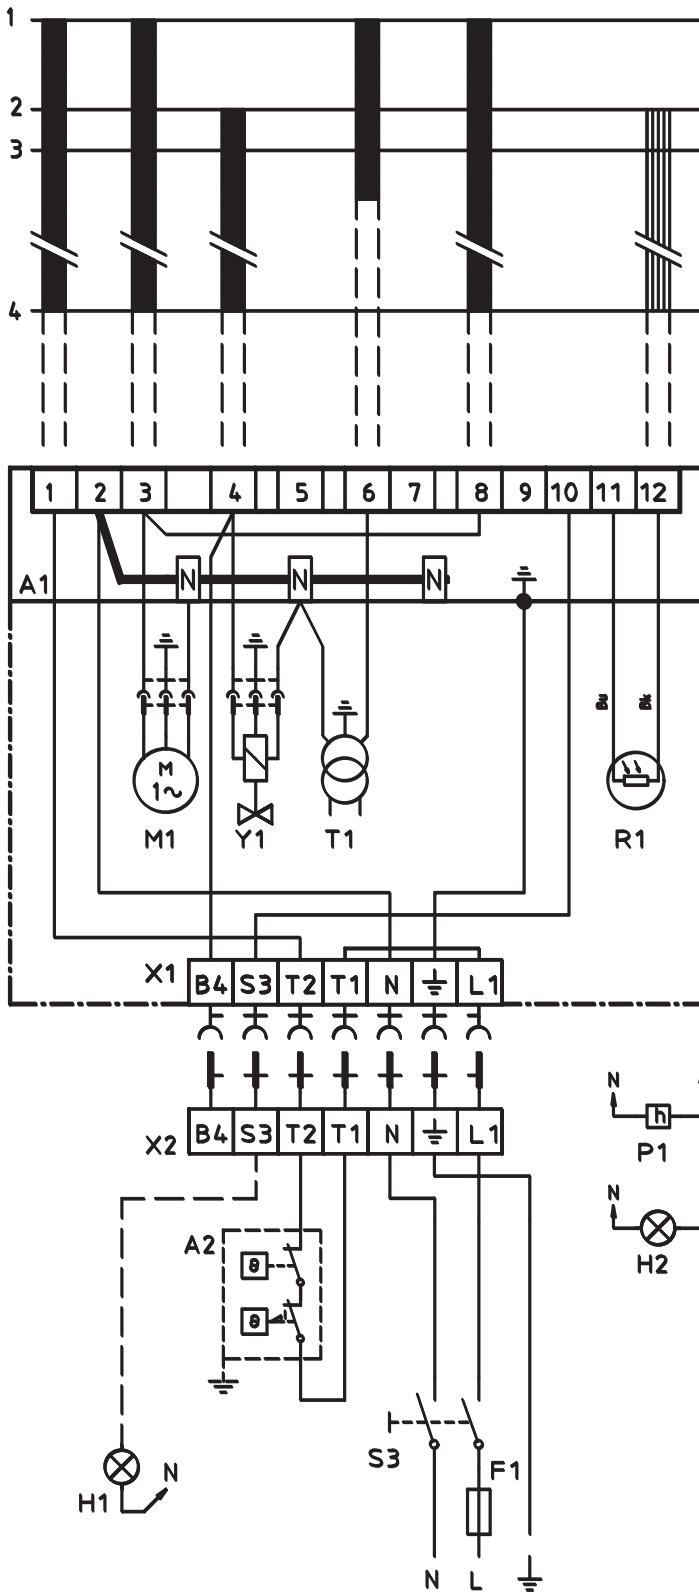 1
2
3
4
1 2 3 4 5 6 7 8 9 10 11 12
A1 N N N
Bu Bk
M
1~
M1 Y1 T1 R1
X1 B4 S3 T2 T1 N L1
N
h
X2 B4 S3 T2 T1 N L1
P1
N
A2
H2
ϑ
ϑ
S3 F1
N
H1
N L